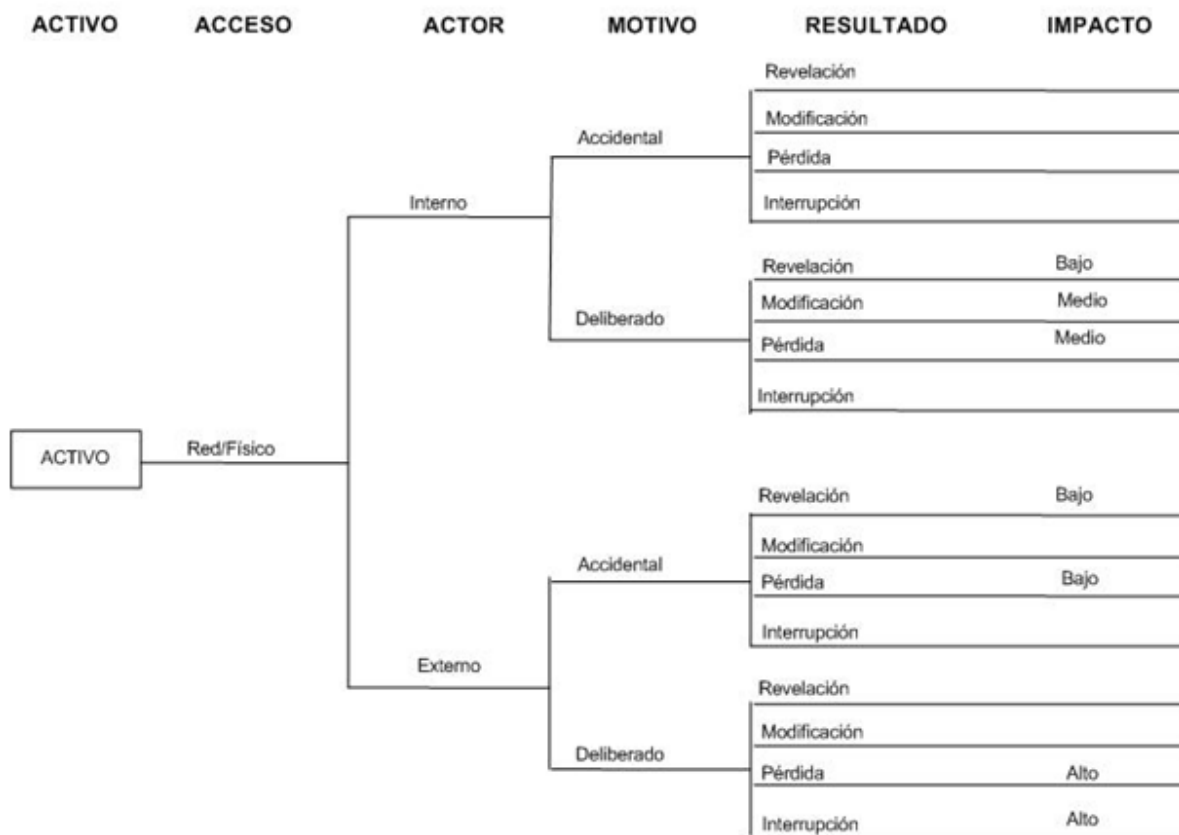 ACTIVO ACCESO ACTOR MOTIVO RESULTADO IMPACTO
Revelación
Modificación
Accidental
Pérdida
Interno
Interrupción
Revelación Bajo
Modificación Medio
Deliberado
Pérdida Medio
Interrupción
Red/Físico
ACTIVO
Revelación Bajo
Modificación
Accidental
Pérdida Bajo
Interrupción
Externo
Revelación
Modificación
Deliberado
Pérdida Alto
Interrupción Alto